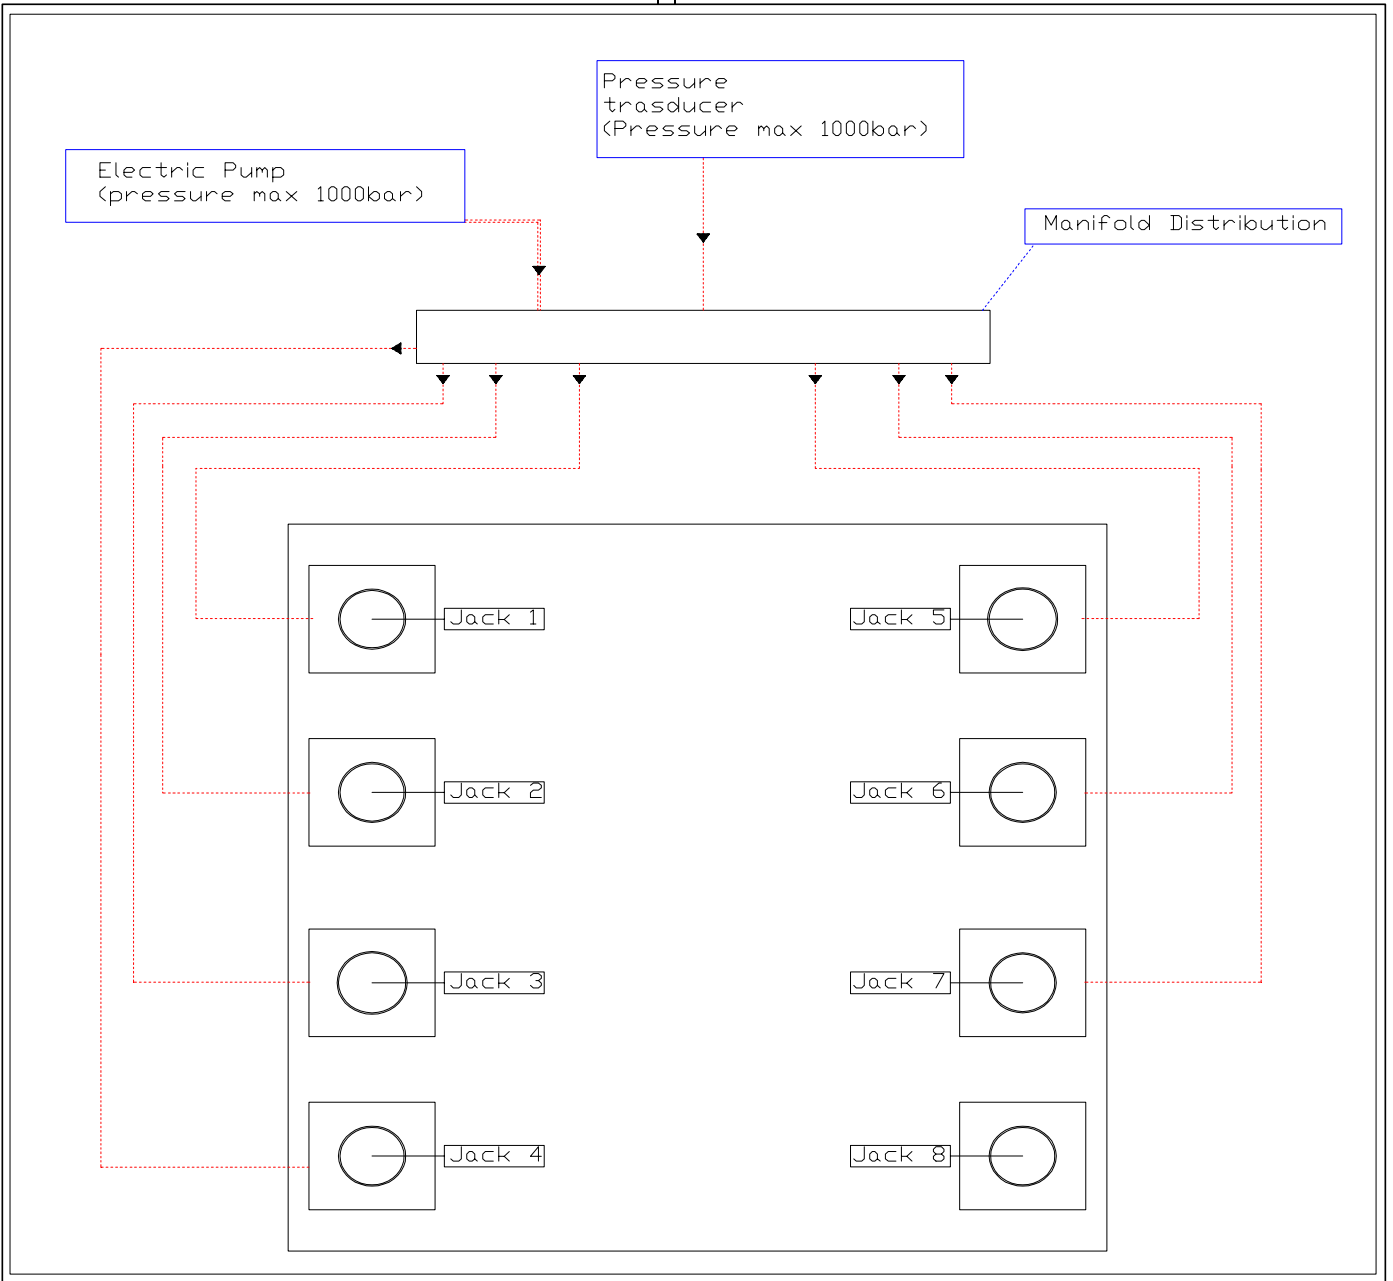 Pressure
trasducer
(Pressure max 1000bar)
Electric Pump
(pressure max 1000bar)
Manifold Distribution
Jack 1
Jack 5
Jack 2
Jack 6
Jack 3
Jack 7
Jack 4
Jack 8